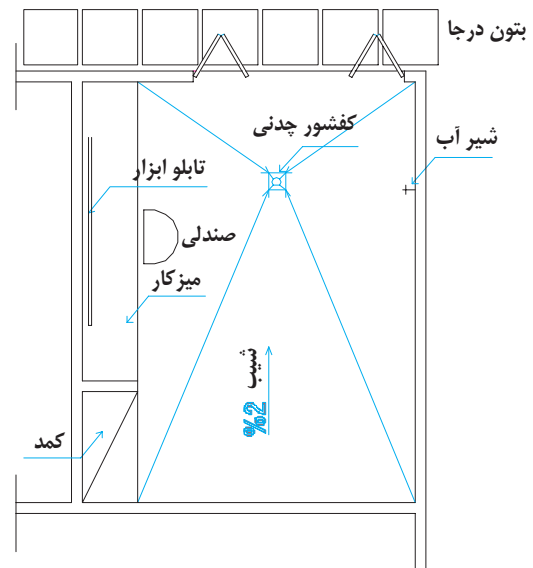 بتون درجا
کفشور چدنی
شیر آب
تابلو ابزار
صندلی
میزکار
شیب
%2
کمد